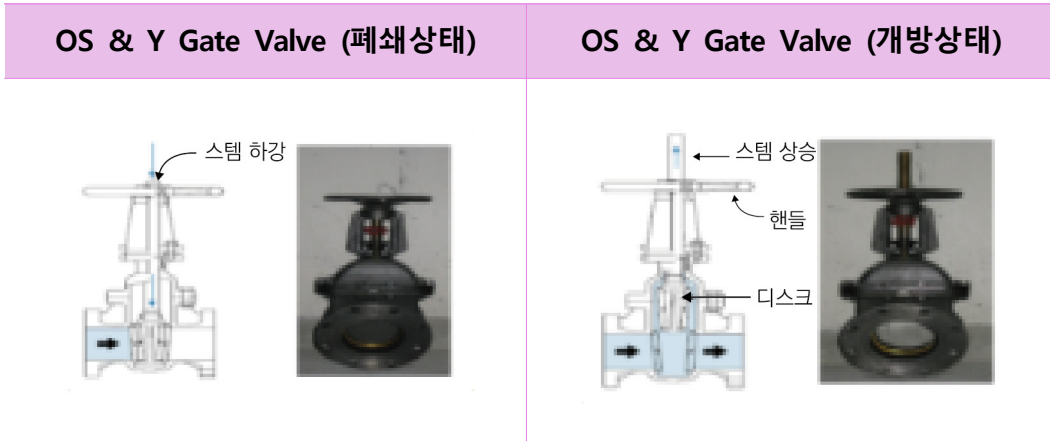 OS & Y Gate Valve (폐쇄상태)
OS & Y Gate Valve (개방상태)
스템 하강
스템 상승
핸들
디스크